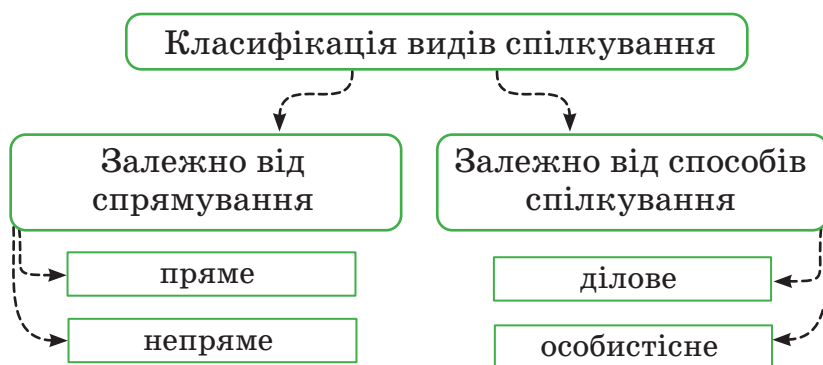 Класифікація видів спілкування
Залежно від
спрямування
пряме
непряме
Залежно від способів
спілкування
ділове
особистісне